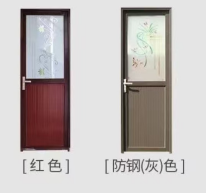 [ 红 色 ]
[ 防钢(灰)色 ]